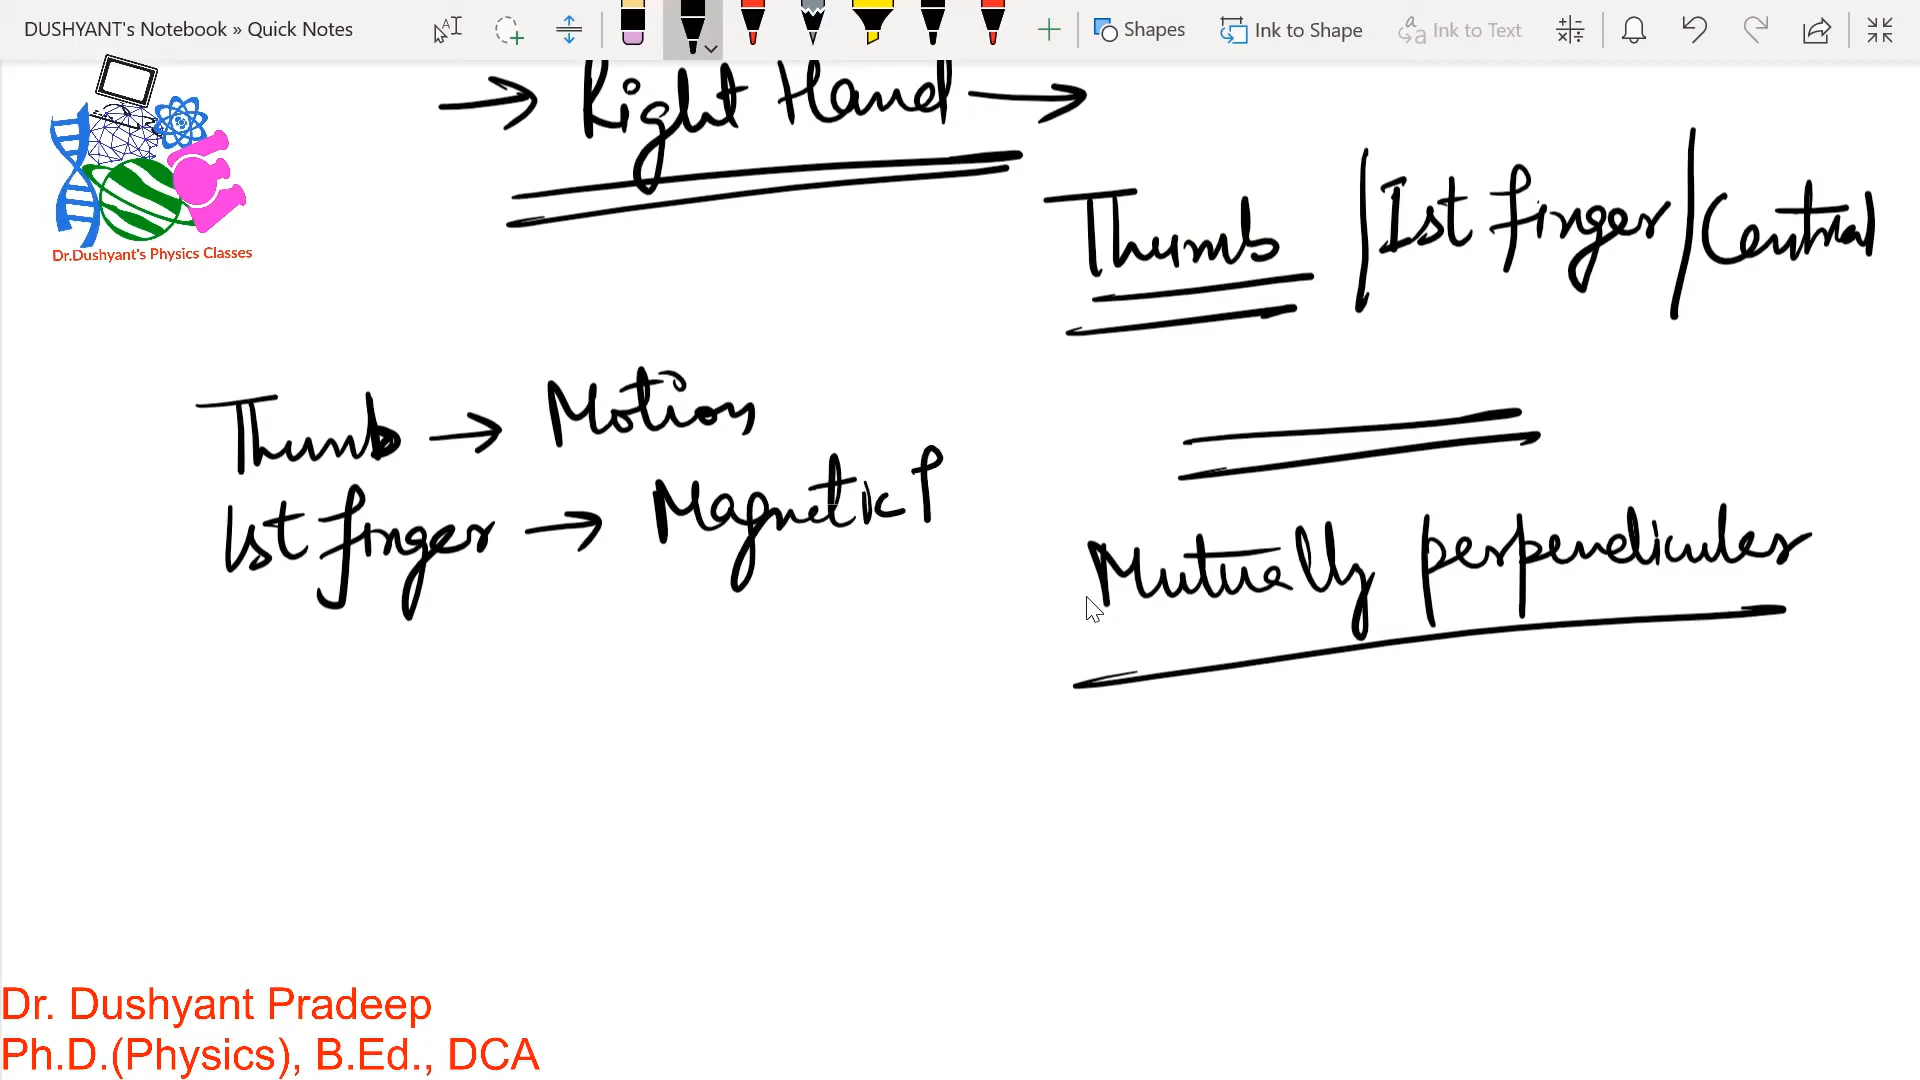 DUSHYANT's Notebook » Quick Notes
Shapes
Ink to Shape
Ink to Text
→ Right Hand →
Thumb / Ist finger / Central
Dr.Dushyant's Physics Classes
Thumb → Motion
1st finger → Magnetic
Mutually perpendicular
Dr. Dushyant Pradeep
Ph.D.(Physics), B.Ed., DCA